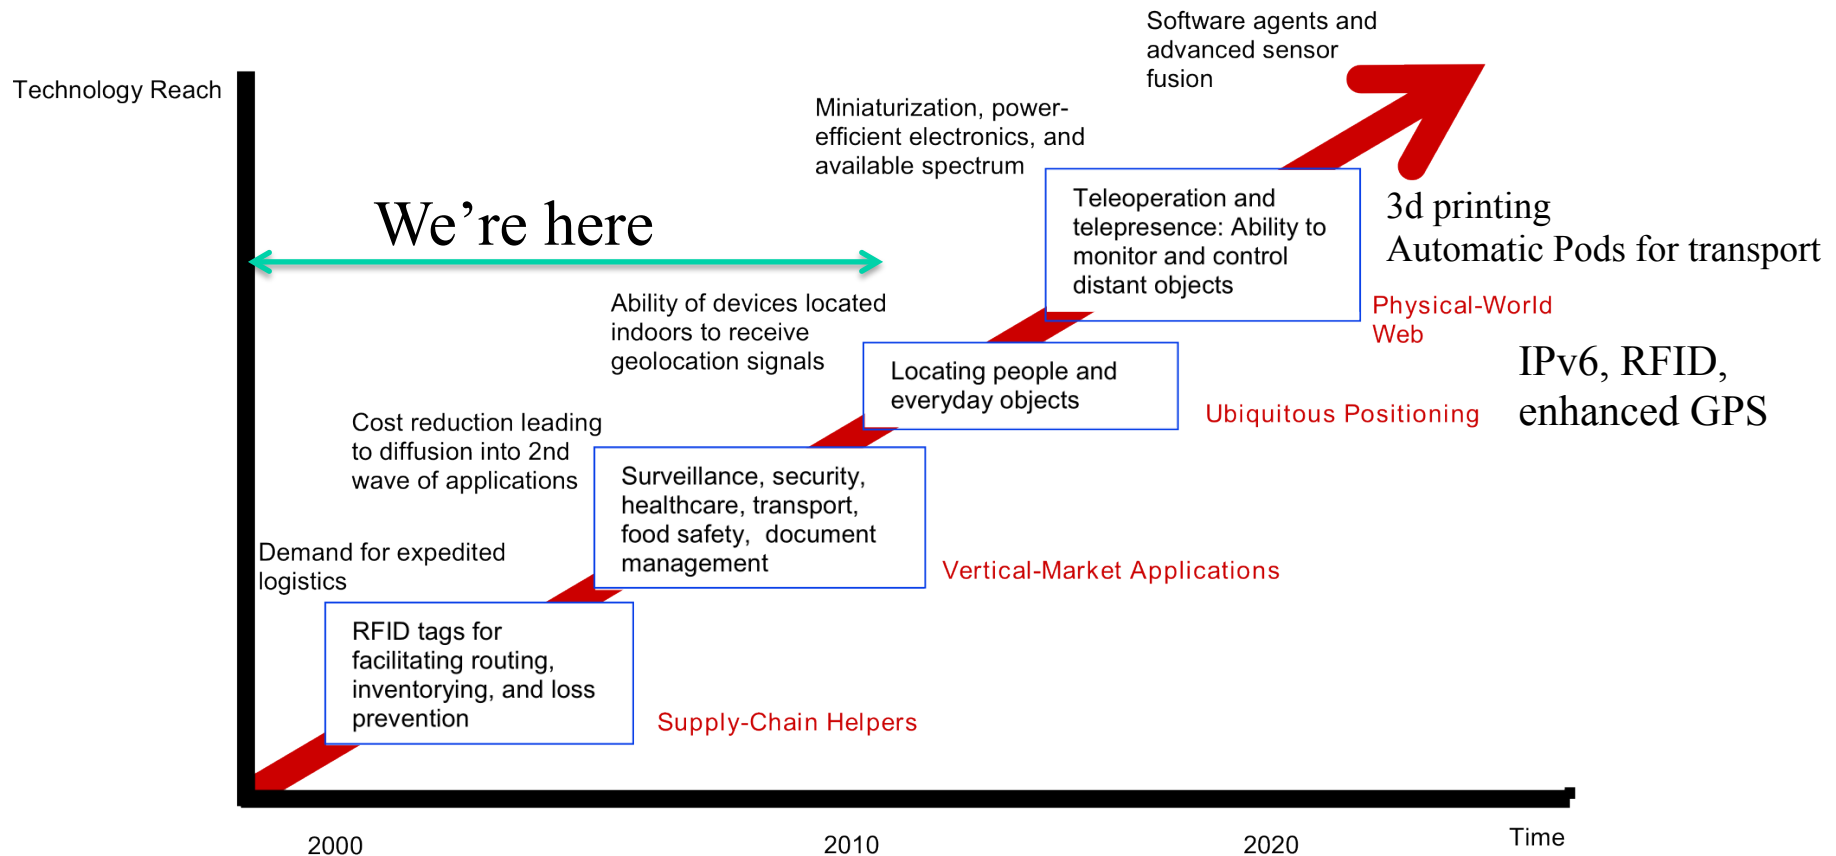 Software agents and
advanced sensor
fusion
Technology Reach
Miniaturization, power-
efficient electronics, and
available spectrum
Teleoperation and
telepresence: Ability to
monitor and control
distant objects
3d printing
Automatic Pods for transport
We’re here
Physical-World
Web
Ability of devices located
indoors to receive
geolocation signals
Locating people and
everyday objects
IPv6, RFID,
enhanced GPS
Ubiquitous Positioning
Cost reduction leading
to diffusion into 2nd
wave of applications
Surveillance, security,
healthcare, transport,
food safety,  document
management
Vertical-Market Applications
Demand for expedited
logistics
RFID tags for
facilitating routing,
inventorying, and loss
prevention
Supply-Chain Helpers
2000
2010
2020
Time